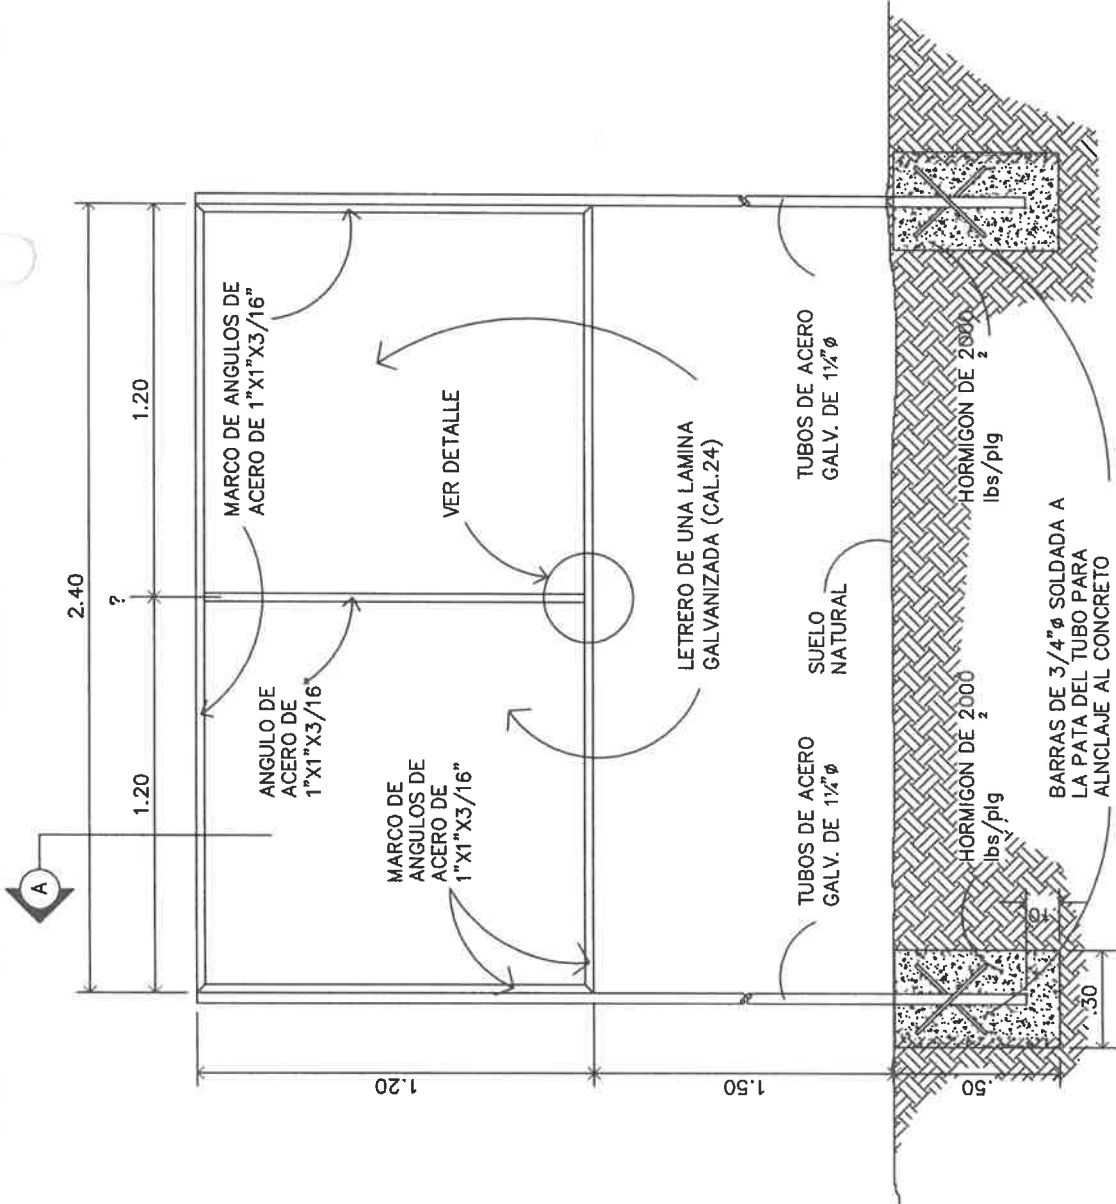 A
2.40
1.20
?
1.20
MARCO DE ANGULOS DE
ACERO DE 1"X1"X3/16"
ANGULO DE
ACERO DE
1"X1"X3/16
VER DETALLE
MARCO DE
ANGULOS DE
ACERO DE
1"X1"X3/16"
LETRERO DE UNA LAMINA
GALVANIZADA (CAL.24)
TUBOS DE ACERO
GALV. DE 1¼"ø
TUBOS DE ACERO
GALV. DE 1¼"ø
SUELO
NATURAL
HORMIGON DE 2000
2
lbs/plg
HORMIGON DE 2000
2
lbs/plg
BARRAS DE 3/4"ø SOLDADA A
LA PATA DEL TUBO PARA
ALNCLAJE AL CONCRETO
1.20
1.50
.50
.10
.30